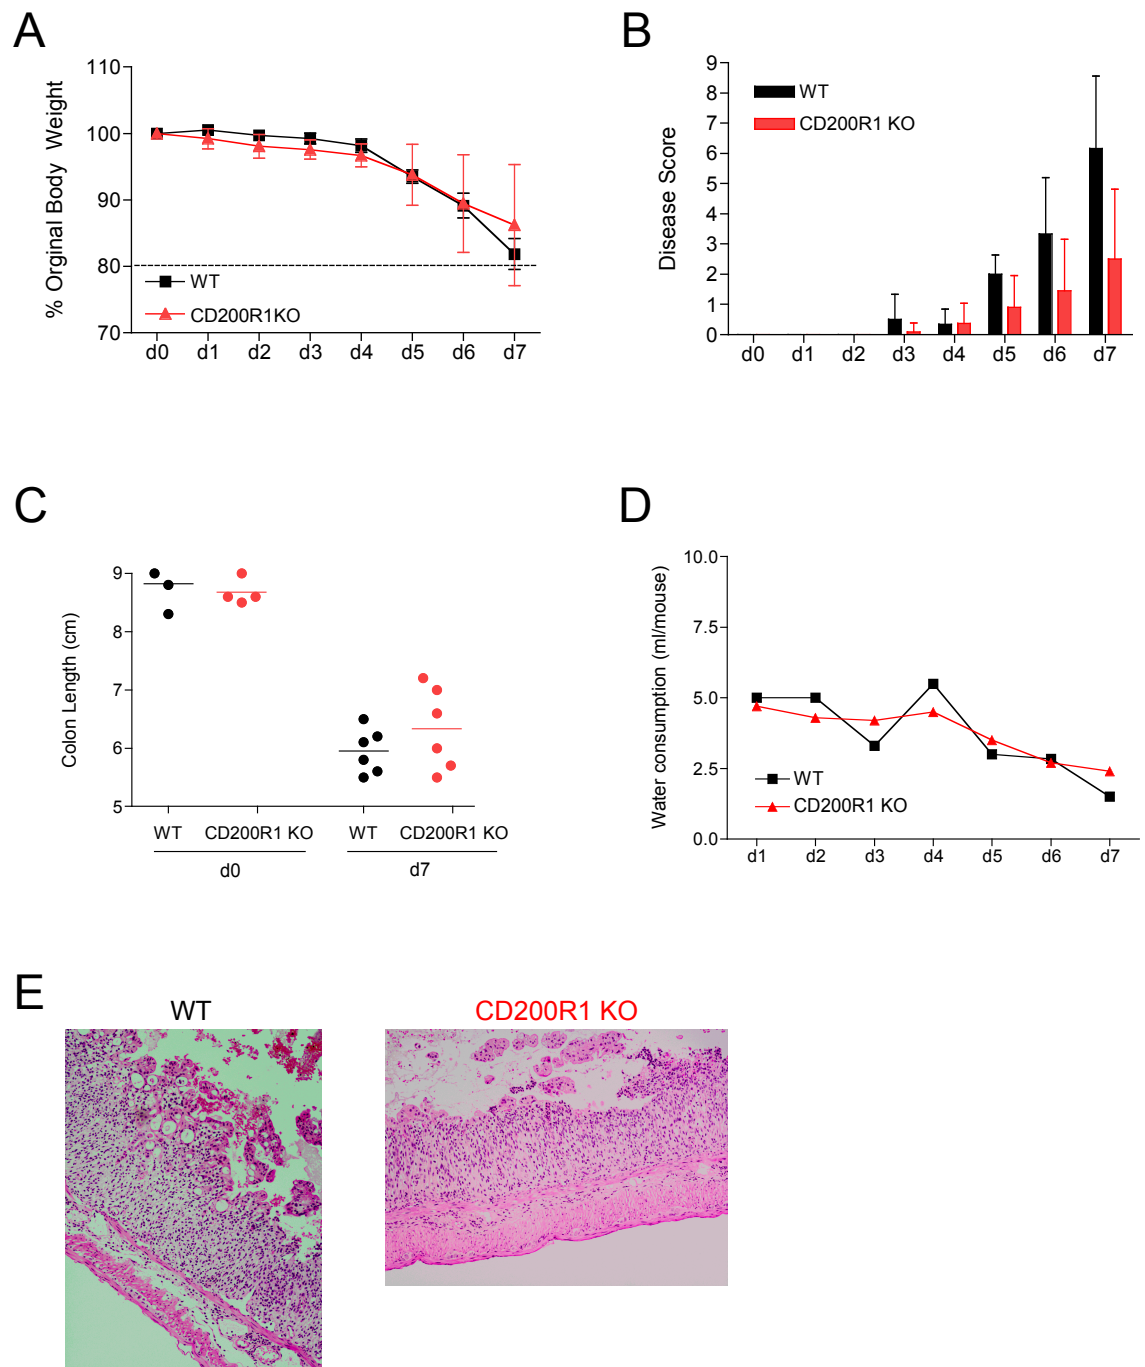 A
% Orginal Body Weight
110
100
90
80
70
WT
CD200R1KO
d0 d1 d2 d3 d4 d5 d6 d7
B
Disease Score
9
8
7
6
5
4
3
2
1
0
WT
CD200R1 KO
d0 d1 d2 d3 d4 d5 d6 d7
C
Colon Length (cm)
9
8
7
6
5
WT CD200R1 KO WT CD200R1 KO
d0 d7
D
Water consumption (ml/mouse)
10.0
7.5
5.0
2.5
0.0
WT
CD200R1 KO
d1 d2 d3 d4 d5 d6 d7
E
WT CD200R1 KO